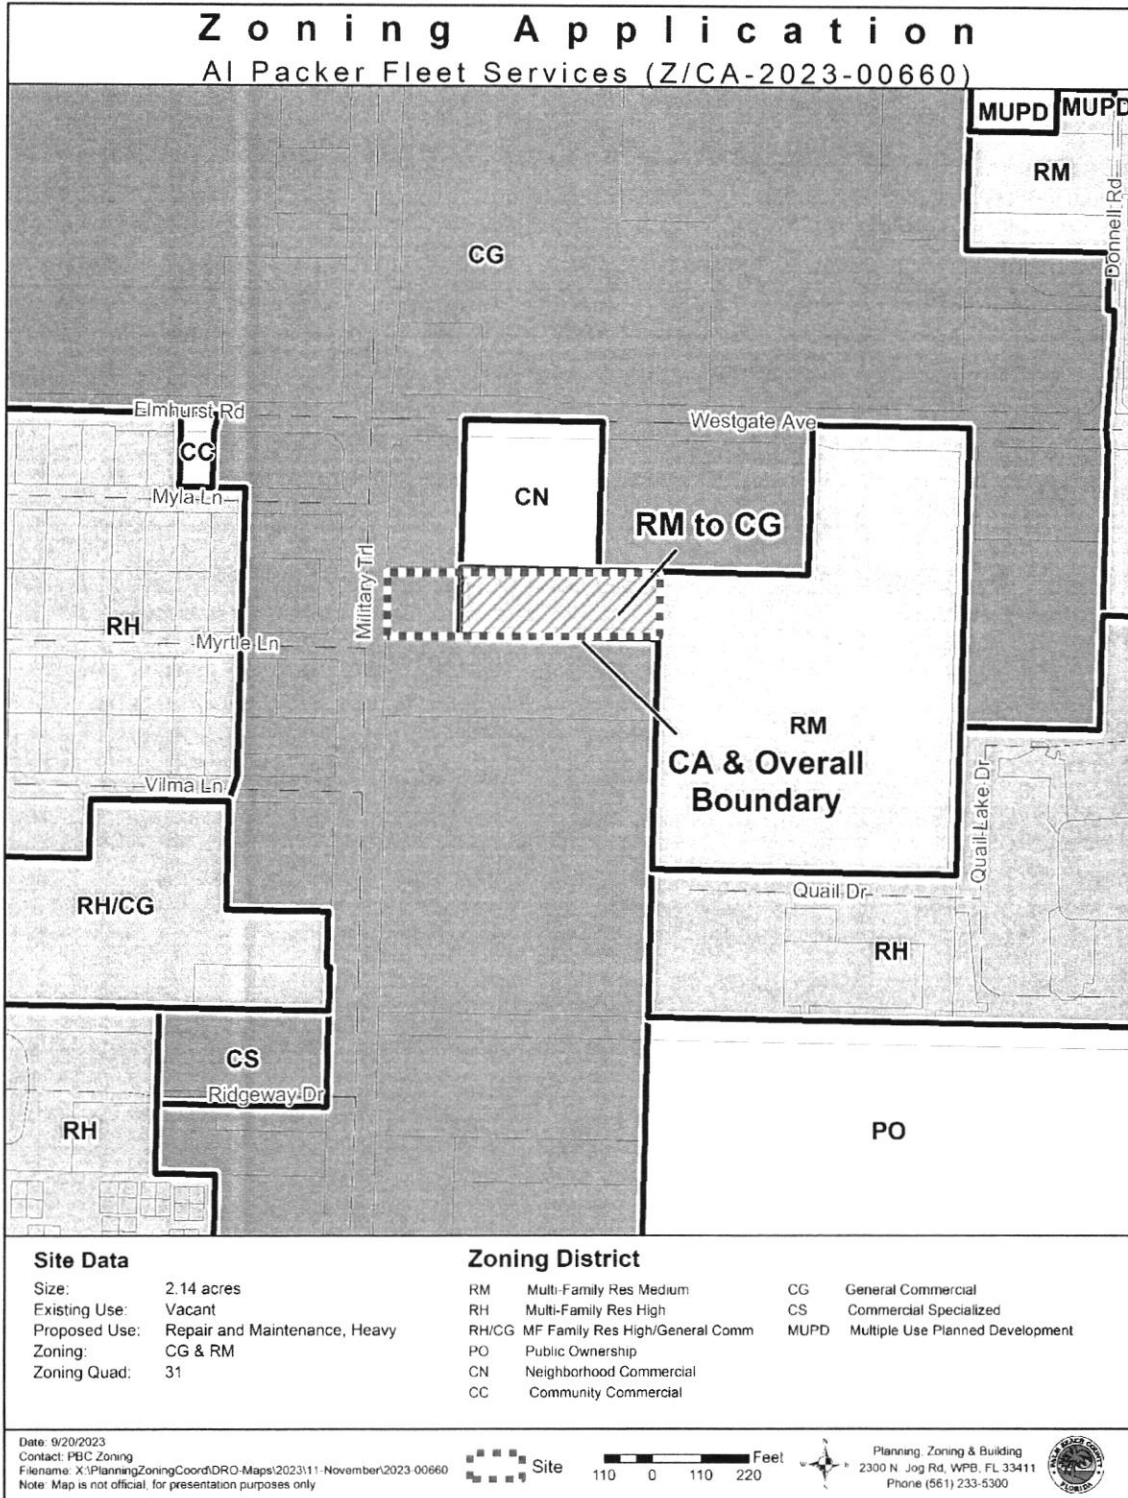 Zoning Application
Al Packer Fleet Services (Z/CA-2023-00660)
MUPD
MUPD
RM
Donnell Rd
CG
Elmhurst Rd
Westgate Ave
CC
Myla Ln
CN
RM to CG
Military Trl
RH
Myrtle Ln
RM
CA & Overall
Boundary
Vilma Ln
Quail Lake Dr
Quail Dr
RH/CG
RH
CS
Ridgeway Dr
RH
PO
Site Data
Size: 2.14 acres
Existing Use: Vacant
Proposed Use: Repair and Maintenance, Heavy
Zoning: CG & RM
Zoning Quad: 31
Zoning District
RM Multi-Family Res Medium
RH Multi-Family Res High
RH/CG MF Family Res High/General Comm
PO Public Ownership
CN Neighborhood Commercial
CC Community Commercial
CG General Commercial
CS Commercial Specialized
MUPD Multiple Use Planned Development
Date: 9/20/2023
Contact: PBC Zoning
Filename: X:\PlanningZoningCoord\DRO-Maps\2023\11-November\2023-00660
Note: Map is not official, for presentation purposes only
Site
Feet
110 0 110 220
Planning, Zoning & Building
2300 N. Jog Rd, WPB, FL 33411
Phone (561) 233-5300
PALM BEACH COUNTY
FLORIDA